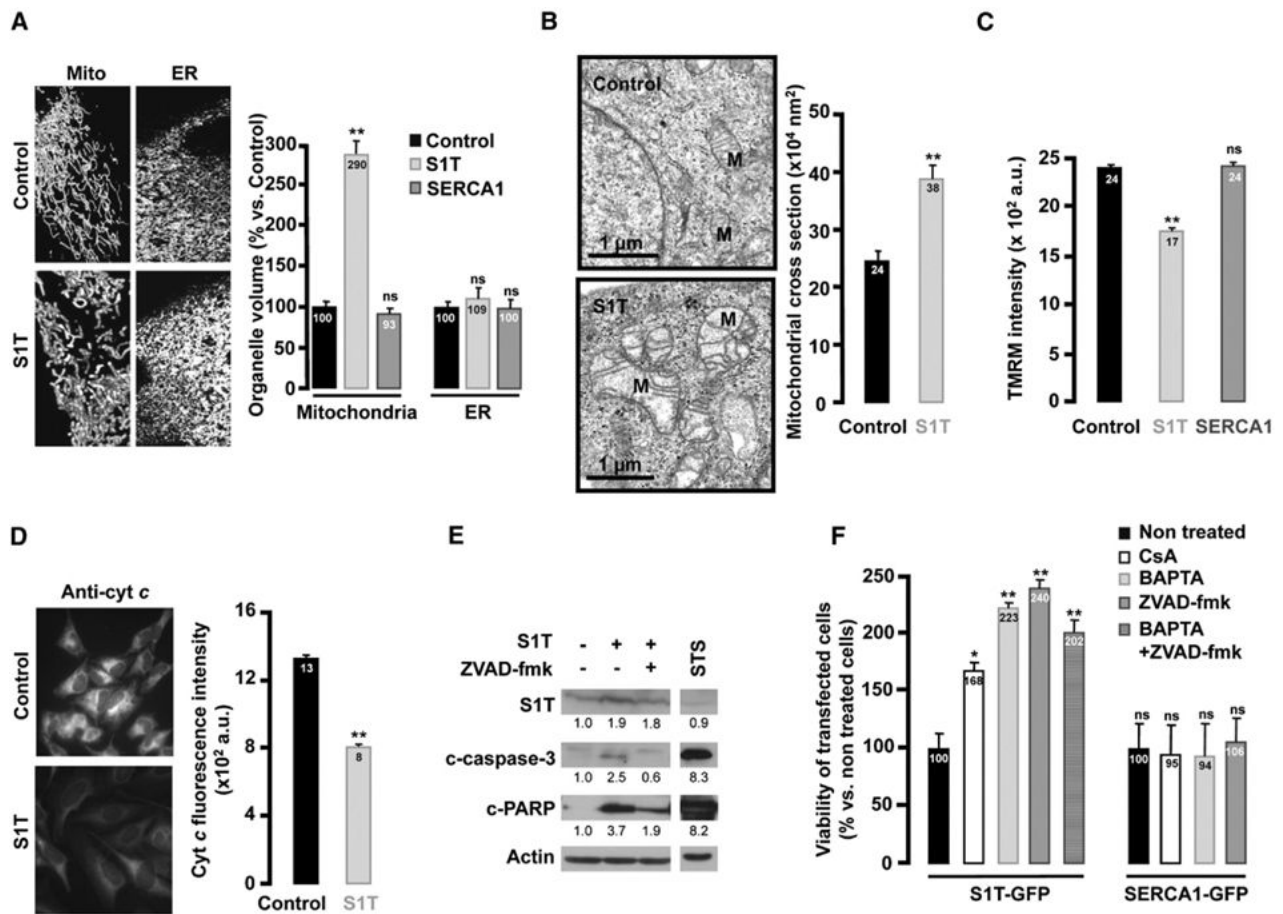 A
Mito
ER
Control
S1T
Organelle volume (% vs. Control)
300
250
200
150
100
50
0
**
290
Control
S1T
SERCA1
100
ns
93
100
ns
109
ns
100
Mitochondria
ER
B
Control
M
M
1 µm
S1T
M
M
1 µm
Mitochondrial cross section (x10⁴ nm²)
50
40
30
20
10
0
24
**
38
Control
S1T
C
TMRM intensity (x 10² a.u.)
25
20
15
10
5
0
24
**
17
ns
24
Control
S1T
SERCA1
D
Anti-cyt c
Control
S1T
Cyt c fluorescence intensity
(x10² a.u.)
16
12
8
4
0
13
**
8
Control
S1T
E
S1T - + +
ZVAD-fmk - - +
STS
S1T
1.0 1.9 1.8 0.9
c-caspase-3
1.0 2.5 0.6 8.3
c-PARP
1.0 3.7 1.9 8.2
Actin
F
Non treated
CsA
BAPTA
ZVAD-fmk
BAPTA
+ZVAD-fmk
Viability of transfected cells
(% vs. non treated cells)
250
200
150
100
50
0
100
*
168
**
223
**
240
**
202
ns
100
ns
95
ns
94
ns
106
S1T-GFP
SERCA1-GFP